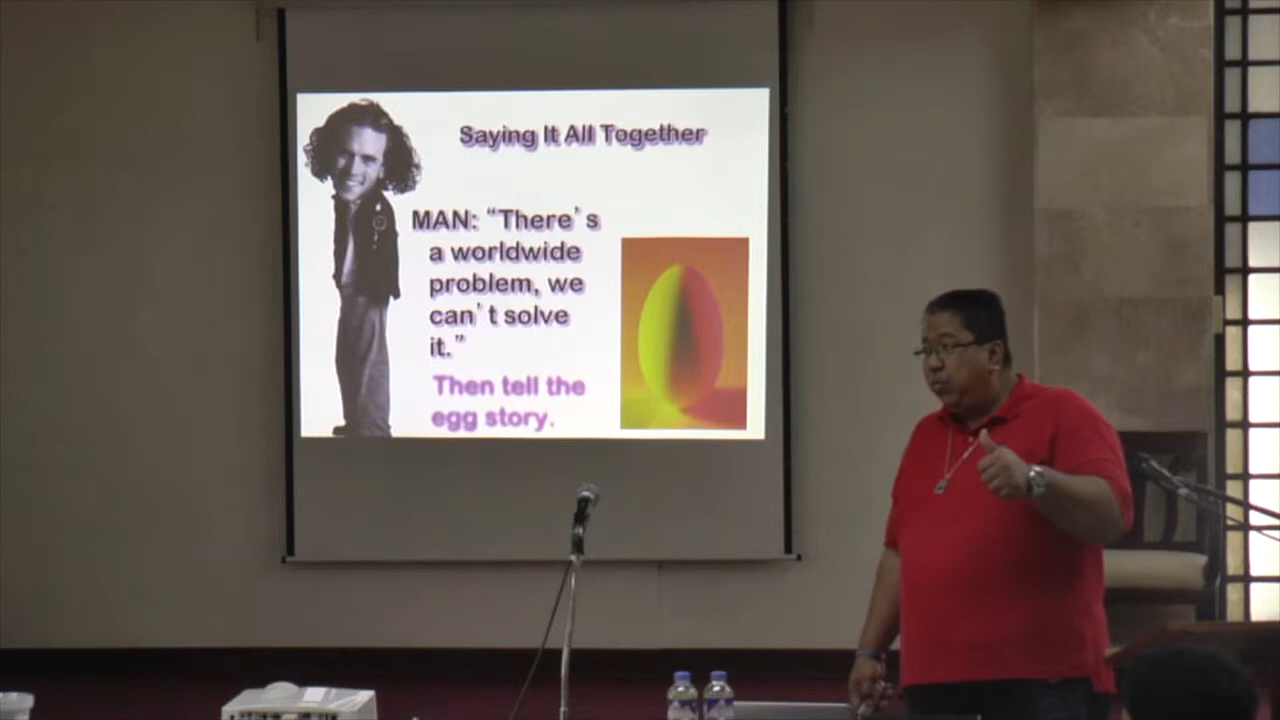 Saying It All Together
MAN: “There’s
a worldwide
problem, we
can’t solve
it.”
Then tell the
egg story.